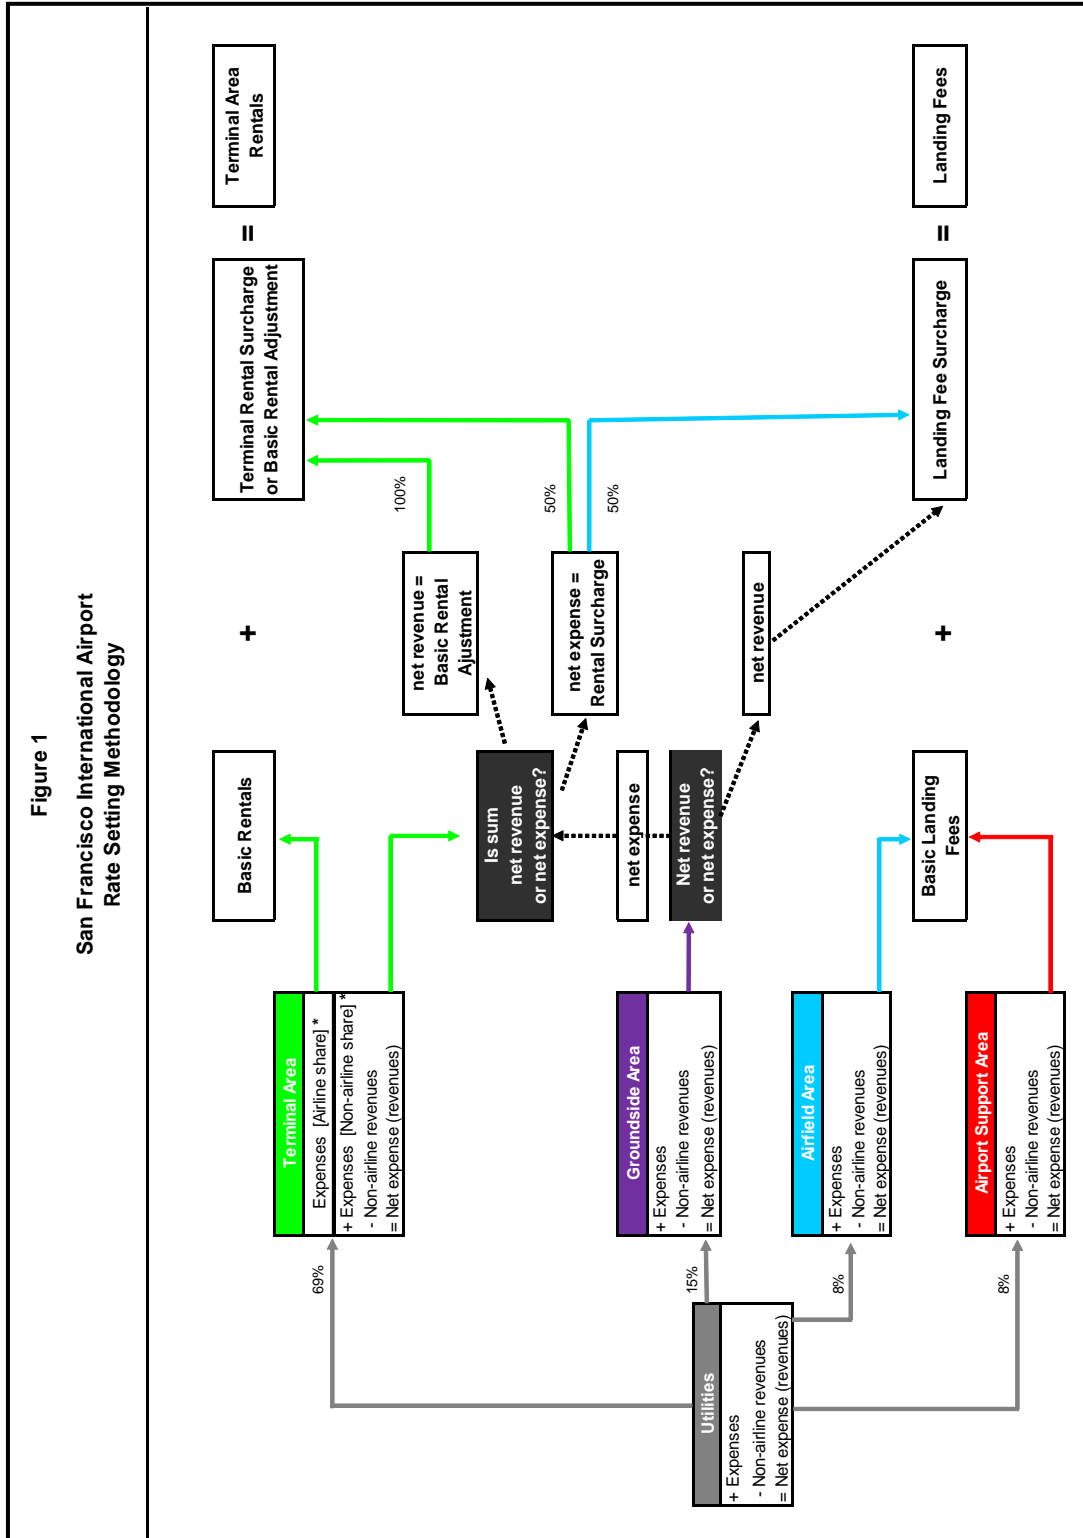 Figure 1
San Francisco International Airport
Rate Setting Methodology
Utilities
+ Expenses
- Non-airline revenues
= Net expense (revenues)
69%
15%
8%
8%
Terminal Area
Expenses [Airline share] *
+ Expenses [Non-airline share] *
- Non-airline revenues
= Net expense (revenues)
Groundside Area
+ Expenses
- Non-airline revenues
= Net expense (revenues)
Airfield Area
+ Expenses
- Non-airline revenues
= Net expense (revenues)
Airport Support Area
+ Expenses
- Non-airline revenues
= Net expense (revenues)
Basic Rentals
Is sum
net revenue
or net expense?
net expense
Net revenue
or net expense?
Basic Landing
Fees
+
net revenue =
Basic Rental
Ajustment
net expense =
Rental Surcharge
net revenue
+
100%
50%
50%
Terminal Rental Surcharge
or Basic Rental Adjustment
Landing Fee Surcharge
=
=
Terminal Area
Rentals
Landing Fees